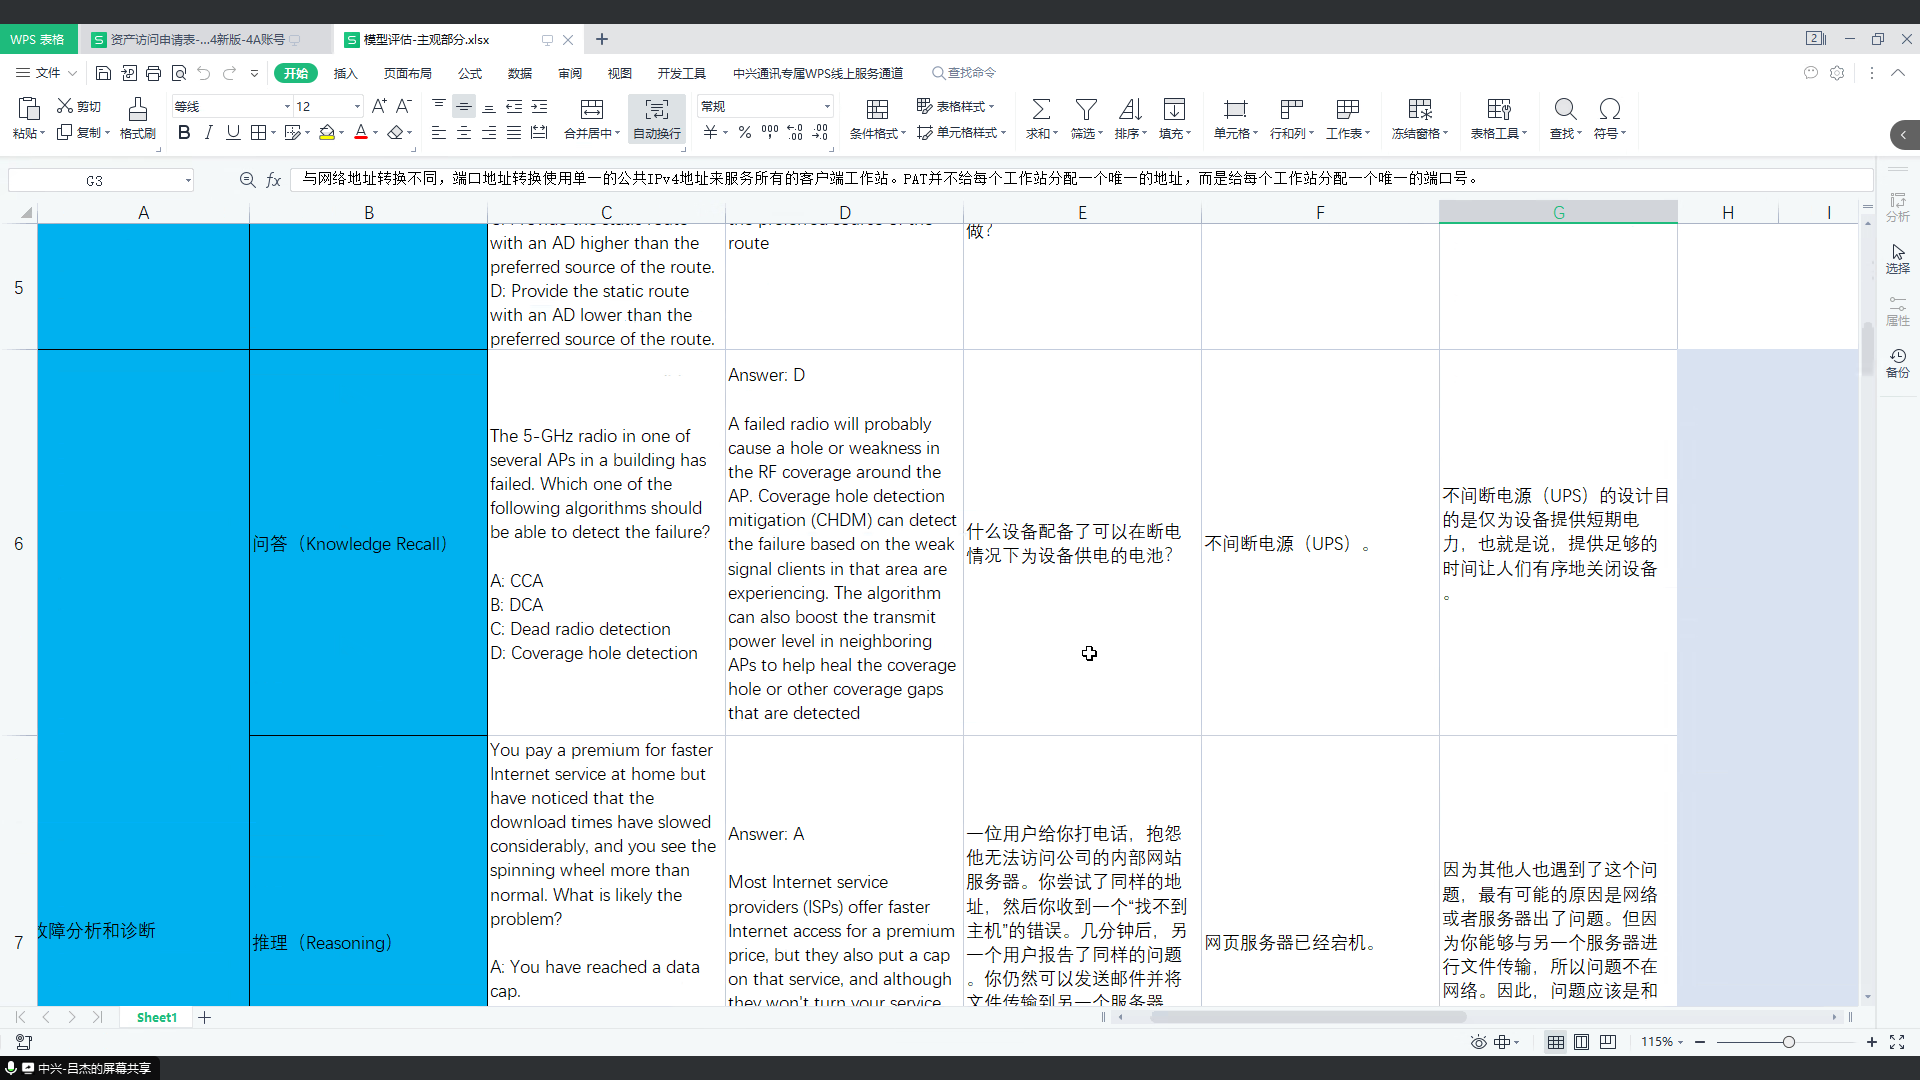 WPS 表格
资产访问申请表-...4新版-4A账号
模型评估-主观部分.xlsx
文件
开始
插入
页面布局
公式
数据
审阅
视图
开发工具
中兴通讯专属WPS线上服务通道
查找命令
粘贴
剪切
复制
格式刷
等线
12
合并居中
自动换行
常规
条件格式
表格样式
单元格样式
求和
筛选
排序
填充
单元格
行和列
工作表
冻结窗格
表格工具
查找
符号
G3
与网络地址转换不同，端口地址转换使用单一的公共IPv4地址来服务所有的客户端工作站。PAT并不给每个工作站分配一个唯一的地址，而是给每个工作站分配一个唯一的端口号。
A B C D E F G H I
5
with an AD higher than the
preferred source of the route.
D: Provide the static route
with an AD lower than the
preferred source of the route.
route
做？
6
问答（Knowledge Recall）
The 5-GHz radio in one of
several APs in a building has
failed. Which one of the
following algorithms should
be able to detect the failure?
A: CCA
B: DCA
C: Dead radio detection
D: Coverage hole detection
Answer: D
A failed radio will probably
cause a hole or weakness in
the RF coverage around the
AP. Coverage hole detection
mitigation (CHDM) can detect
the failure based on the weak
signal clients in that area are
experiencing. The algorithm
can also boost the transmit
power level in neighboring
APs to help heal the coverage
hole or other coverage gaps
that are detected
什么设备配备了可以在断电
情况下为设备供电的电池？
不间断电源（UPS）。
不间断电源（UPS）的设计目
的是仅为设备提供短期电
力，也就是说，提供足够的
时间让人们有序地关闭设备
。
7
障分析和诊断
推理（Reasoning）
You pay a premium for faster
Internet service at home but
have noticed that the
download times have slowed
considerably, and you see the
spinning wheel more than
normal. What is likely the
problem?
A: You have reached a data
cap.
Answer: A
Most Internet service
providers (ISPs) offer faster
Internet access for a premium
price, but they also put a cap
on that service, and although
they won't turn your service
一位用户给你打电话，抱怨
他无法访问公司的内部网站
服务器。你尝试了同样的地
址，然后你收到一个“找不到
主机”的错误。几分钟后，另
一个用户报告了同样的问题
。你仍然可以发送邮件并将
文件传输到另一个服务器
网页服务器已经宕机。
因为其他人也遇到了这个问
题，最有可能的原因是网络
或者服务器出了问题。但因
为你能够与另一个服务器进
行文件传输，所以问题不在
网络。因此，问题应该是和
分析
选择
属性
备份
Sheet1
115%
中兴-吕杰的屏幕共享